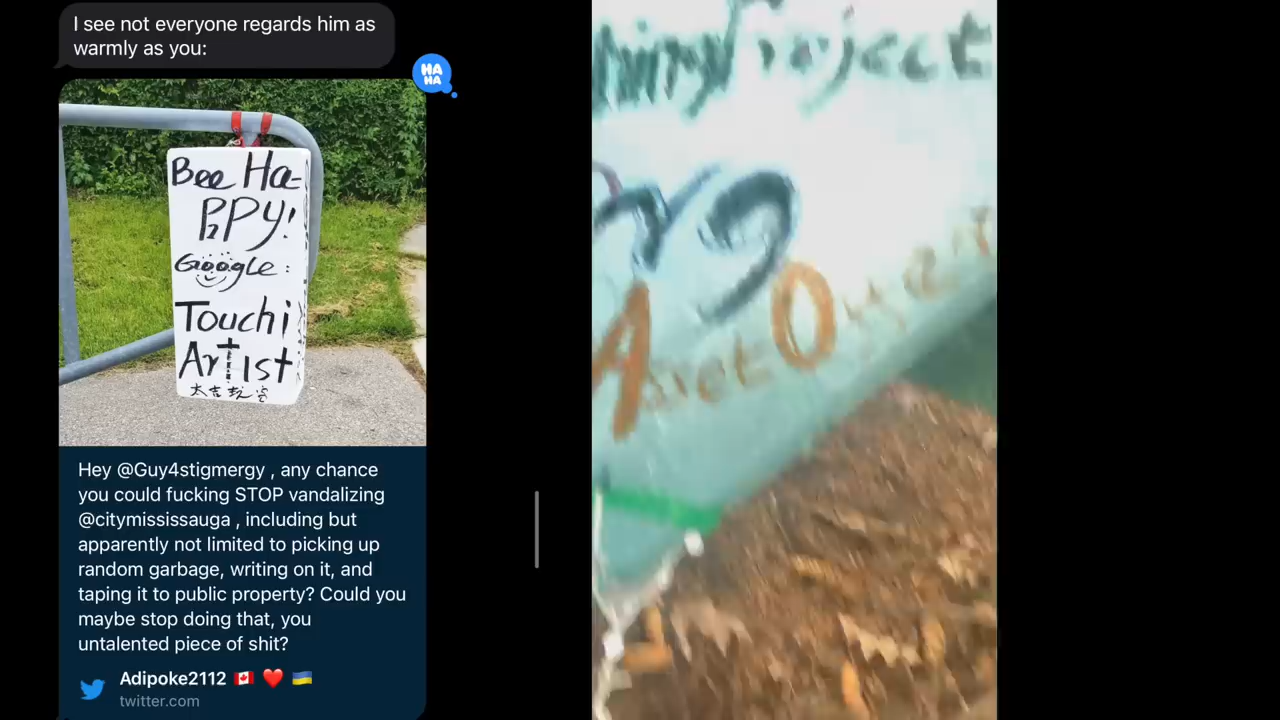 I see not everyone regards him as
warmly as you:
HA
HA
Bee Ha-
PPY!
Google:
Touchi
Artist
Hey @Guy4stigmergy , any chance
you could fucking STOP vandalizing
@citymississauga , including but
apparently not limited to picking up
random garbage, writing on it, and
taping it to public property? Could you
maybe stop doing that, you
untalented piece of shit?
Adipoke2112 🇨🇦 ❤️ 🇺🇦
twitter.com
Project